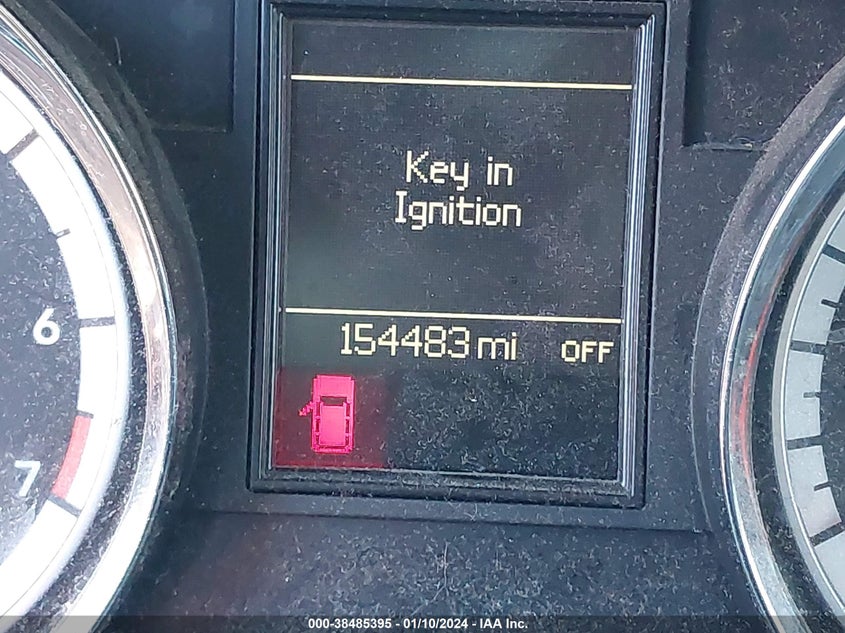 Key in
Ignition
154483 mi OFF
6
7
000-38485395 - 01/10/2024 - IAA Inc.